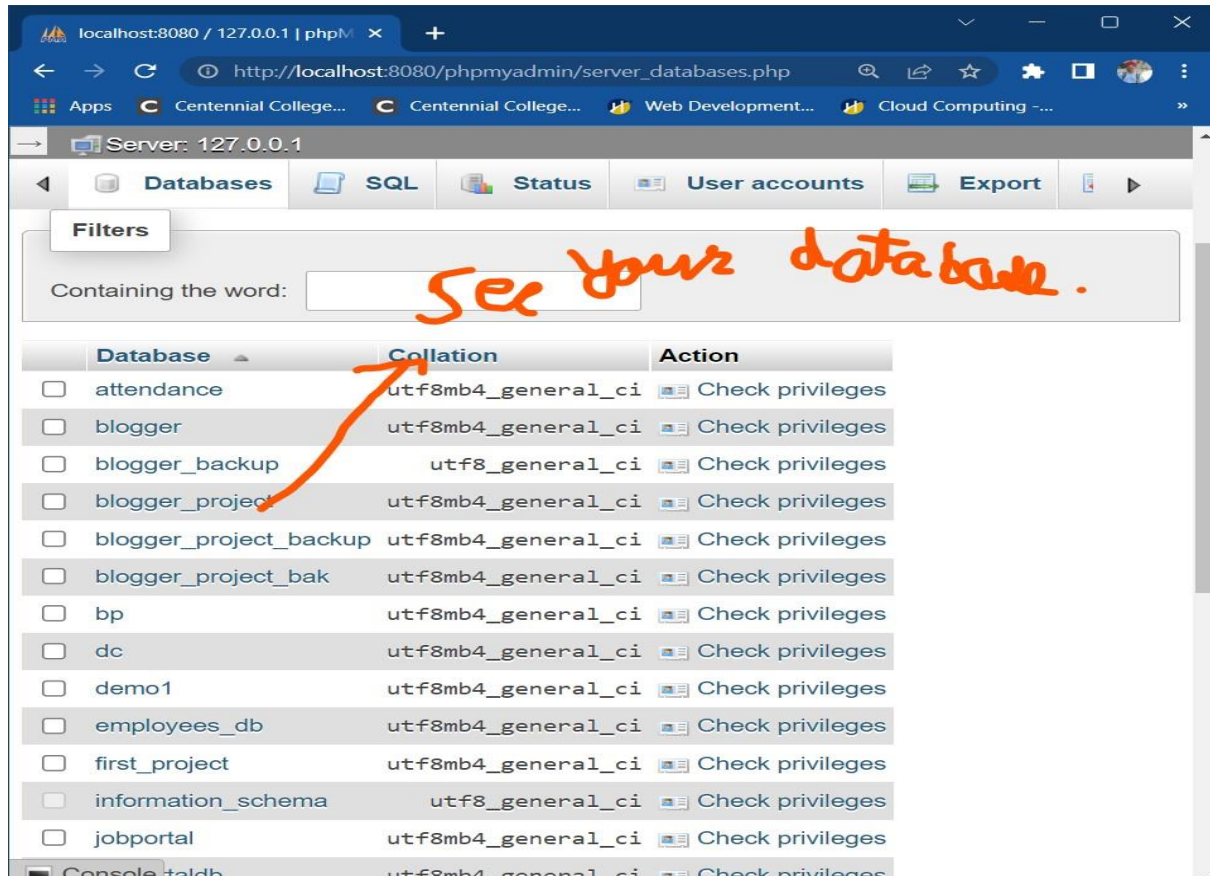 localhost:8080 / 127.0.0.1 | phpM
http://localhost:8080/phpmyadmin/server_databases.php
Apps Centennial College... Centennial College... Web Development... Cloud Computing -... »
Server: 127.0.0.1
Databases SQL Status User accounts Export
Filters
See your database.
Containing the word:
Database Collation Action
attendance utf8mb4_general_ci Check privileges
blogger utf8mb4_general_ci Check privileges
blogger_backup utf8_general_ci Check privileges
blogger_project utf8mb4_general_ci Check privileges
blogger_project_backup utf8mb4_general_ci Check privileges
blogger_project_bak utf8mb4_general_ci Check privileges
bp utf8mb4_general_ci Check privileges
dc utf8mb4_general_ci Check privileges
demo1 utf8mb4_general_ci Check privileges
employees_db utf8mb4_general_ci Check privileges
first_project utf8mb4_general_ci Check privileges
information_schema utf8_general_ci Check privileges
jobportal utf8mb4_general_ci Check privileges
Console taldb utf8mb4_general_ci Check privileges